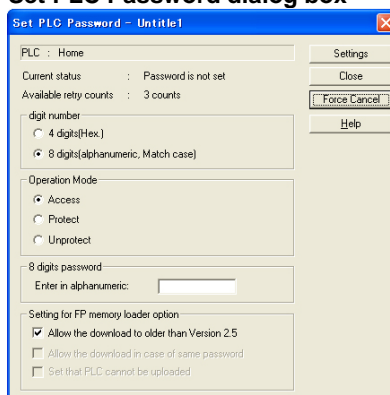 Set PLC Password dialog box
Set PLC Password - Untitle1
PLC : Home
Settings
Current status : Password is not set
Close
Available retry counts : 3 counts
Force Cancel
digit number
Help
4 digits(Hex.)
8 digits(alphanumeric, Match case)
Operation Mode
Access
Protect
Unprotect
8 digits password
Enter in alphanumeric:
Setting for FP memory loader option
Allow the download to older than Version 2.5
Allow the download in case of same password
Set that PLC cannot be uploaded